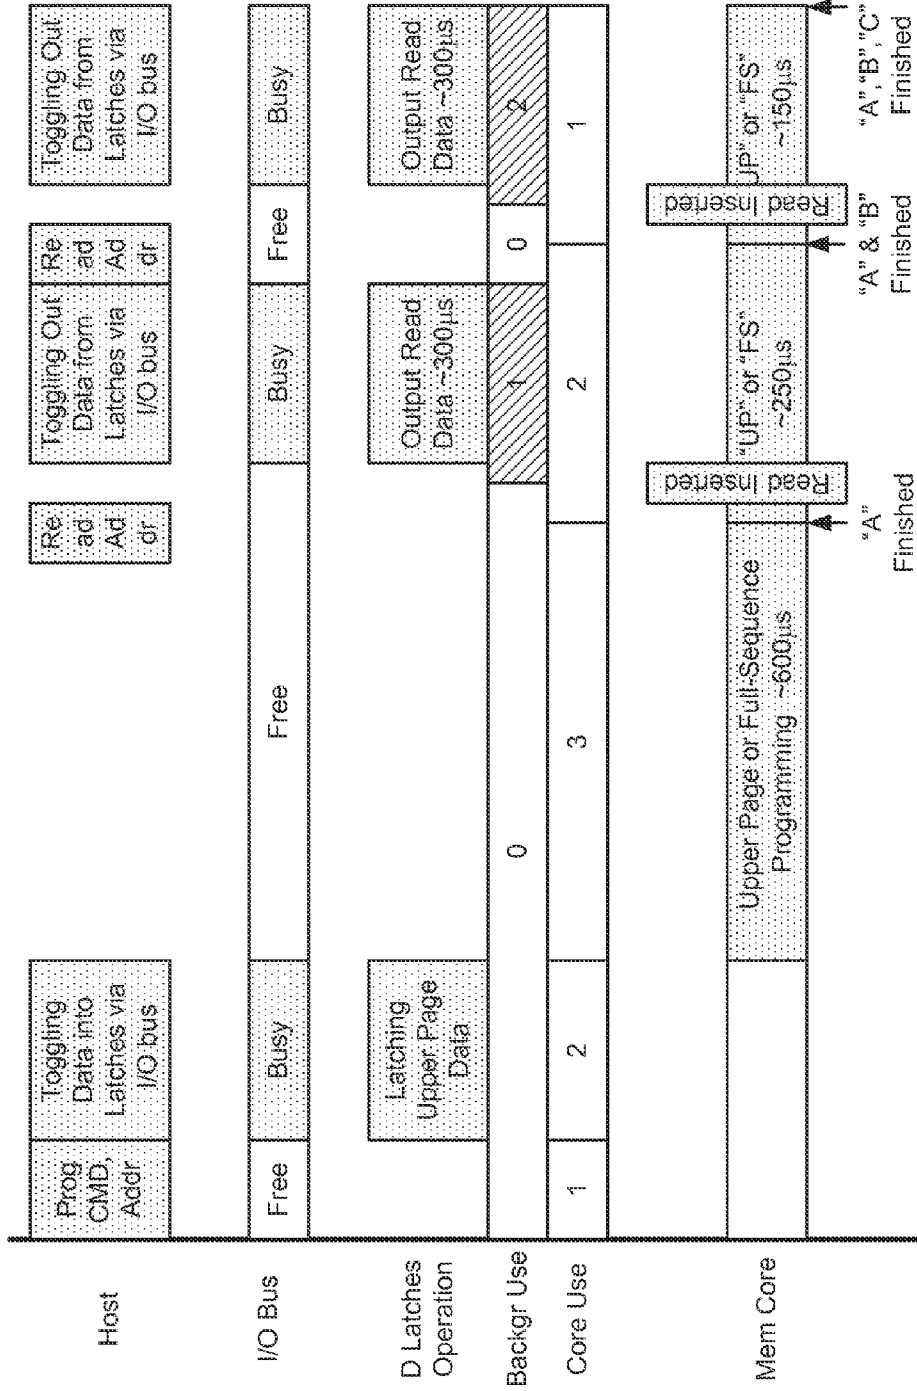 Host
Prog
CMD,
Addr
Toggling
Data into
Latches via
I/O bus
Re
ad
Ad
dr
Toggling Out
Data from
Latches via
I/O bus
Re
ad
Ad
dr
Toggling Out
Data from
Latches via
I/O bus
I/O Bus
Free
Busy
Free
Busy
Free
Busy
D Latches
Operation
Latching
Upper Page
Data
Output Read
Data ~300µs
Output Read
Data ~300µs
Backgr Use
0
1
0
2
Core Use
1
2
3
2
1
Mem Core
Upper Page or Full-Sequence
Programming ~600µs
Read Inserted
"UP" or "FS"
~250µs
Read Inserted
UP" or "FS"
~150µs
"A"
Finished
"A" & "B"
Finished
"A", "B", "C"
Finished